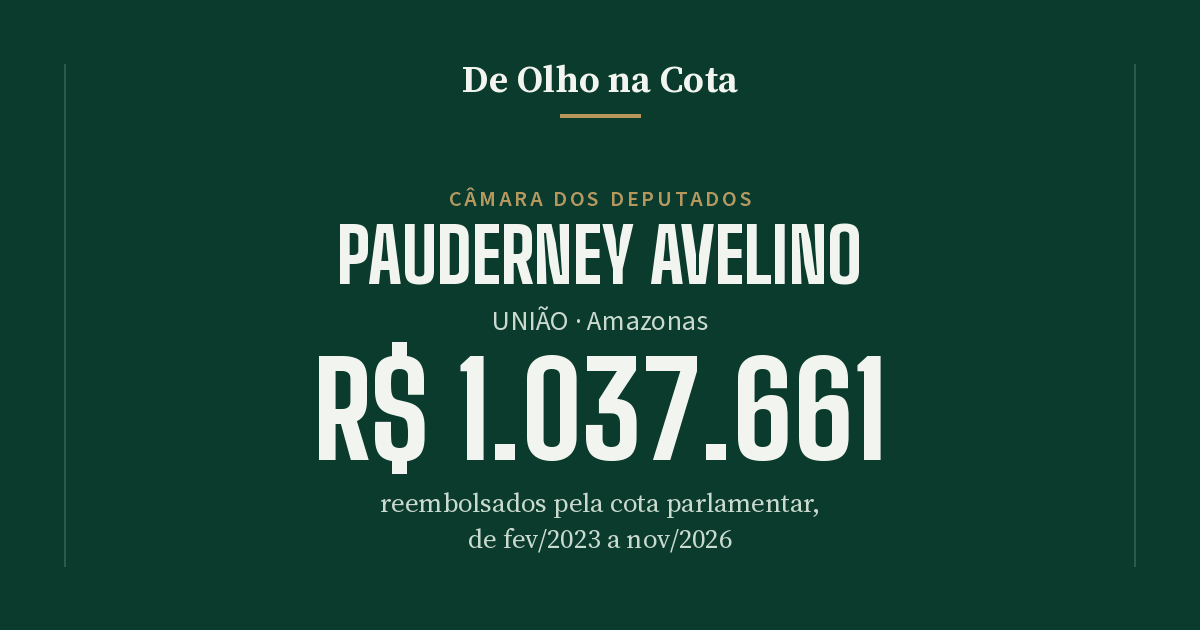 De Olho na Cota
CÂMARA DOS DEPUTADOS
PAUDERNEY AVELINO
UNIÃO · Amazonas
R$ 1.037.661
reembolsados pela cota parlamentar,
de fev/2023 a nov/2026